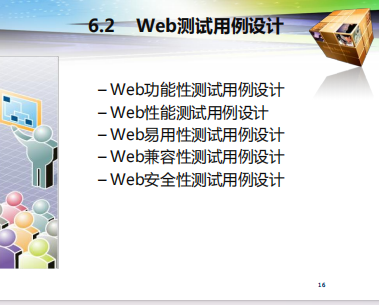 6.2 Web测试用例设计
– Web功能性测试用例设计
– Web性能测试用例设计
– Web易用性测试用例设计
– Web兼容性测试用例设计
– Web安全性测试用例设计
16